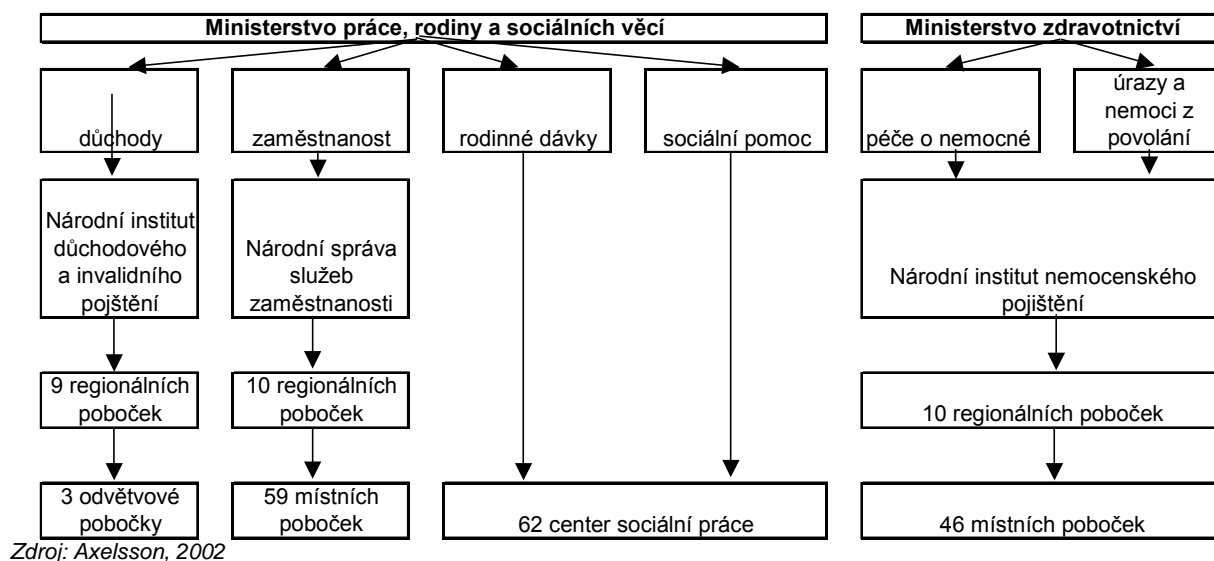 Ministerstvo práce, rodiny a sociálních věcí
Ministerstvo zdravotnictví
důchody
zaměstnanost
rodinné dávky
sociální pomoc
péče o nemocné
úrazy a
nemoci z
povolání
Národní institut
důchodového
a invalidního
pojštění
Národní správa
služeb
zaměstnanosti
Národní institut nemocenského
pojištění
9 regionálních
poboček
10 regionálních
poboček
10 regionálních poboček
3 odvětvové
pobočky
59 místních
poboček
62 center sociální práce
46 místních poboček
Zdroj: Axelsson, 2002